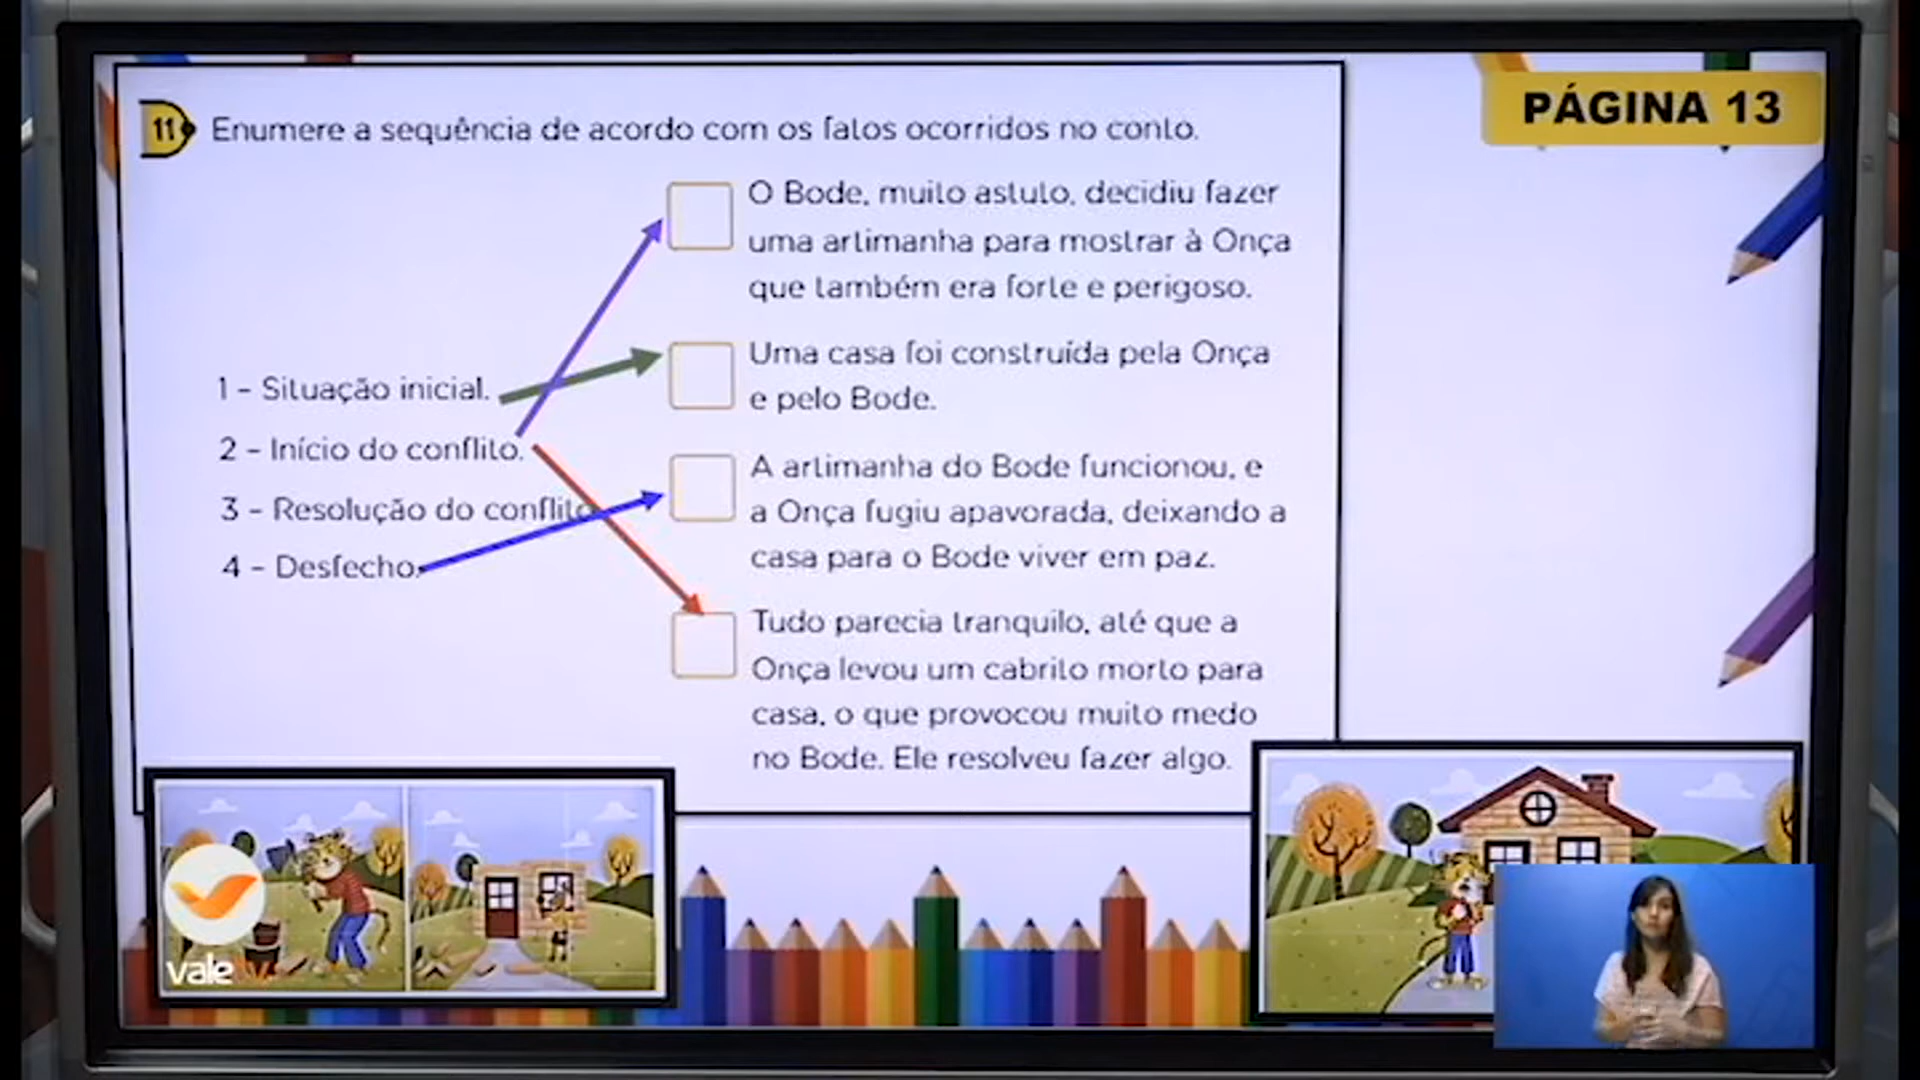 PÁGINA 13
11 Enumere a sequência de acordo com os fatos ocorridos no conto.
O Bode, muito astuto, decidiu fazer
uma artimanha para mostrar à Onça
que também era forte e perigoso.
Uma casa foi construída pela Onça
e pelo Bode.
A artimanha do Bode funcionou, e
a Onça fugiu apavorada, deixando a
casa para o Bode viver em paz.
Tudo parecia tranquilo, até que a
Onça levou um cabrito morto para
casa, o que provocou muito medo
no Bode. Ele resolveu fazer algo.
1 - Situação inicial.
2 - Início do conflito.
3 - Resolução do conflito
4 - Desfecho.
vale tv